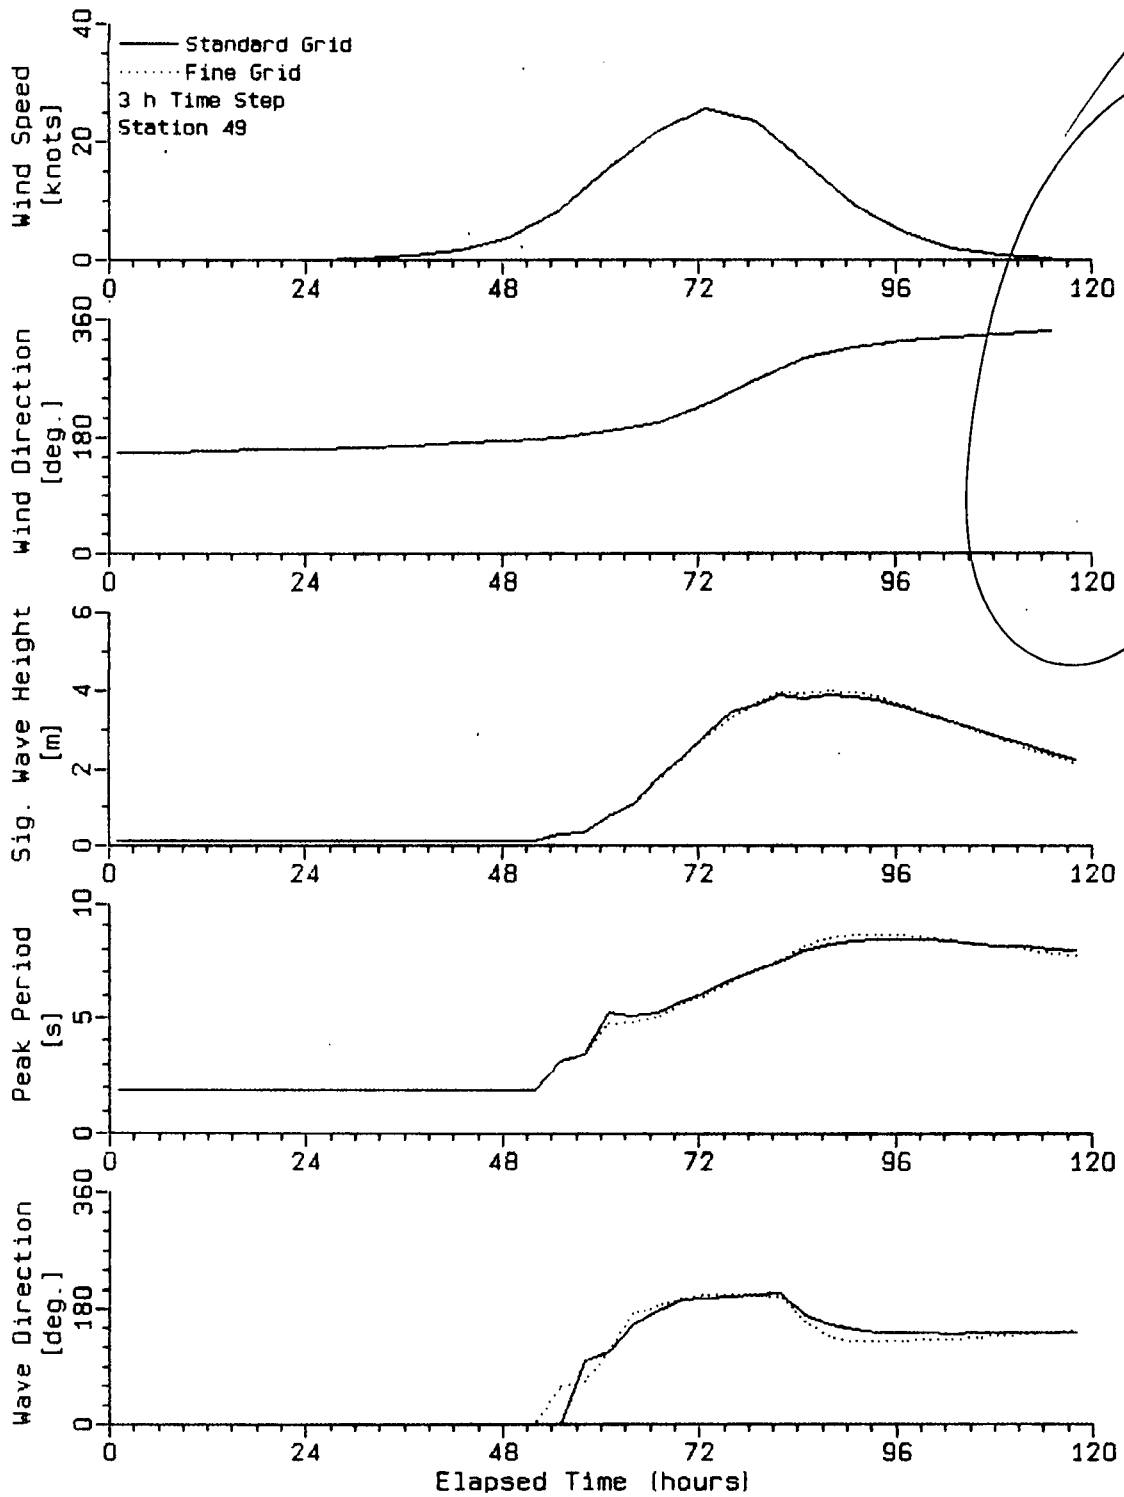 40
20
0
Wind Speed
[knots]
Standard Grid
Fine Grid
3 h Time Step
Station 49
0 24 48 72 96 120
360
180
0
Wind Direction
[deg.]
0 24 48 72 96 120
6
4
2
0
Sig. Wave Height
[m]
0 24 48 72 96 120
10
5
0
Peak Period
[s]
0 24 48 72 96 120
360
180
0
Wave Direction
[deg.]
0 24 48 72 96 120
Elapsed Time (hours)